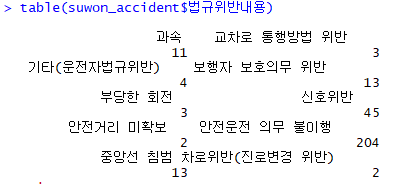 > table(suwon_accident$법규위반내용)
과속 교차로 통행방법 위반
11 3
기타(운전자법규위반) 보행자 보호의무 위반
4 13
부당한 회전 신호위반
3 45
안전거리 미확보 안전운전 의무 불이행
2 204
중앙선 침범 차로위반(진로변경 위반)
13 2